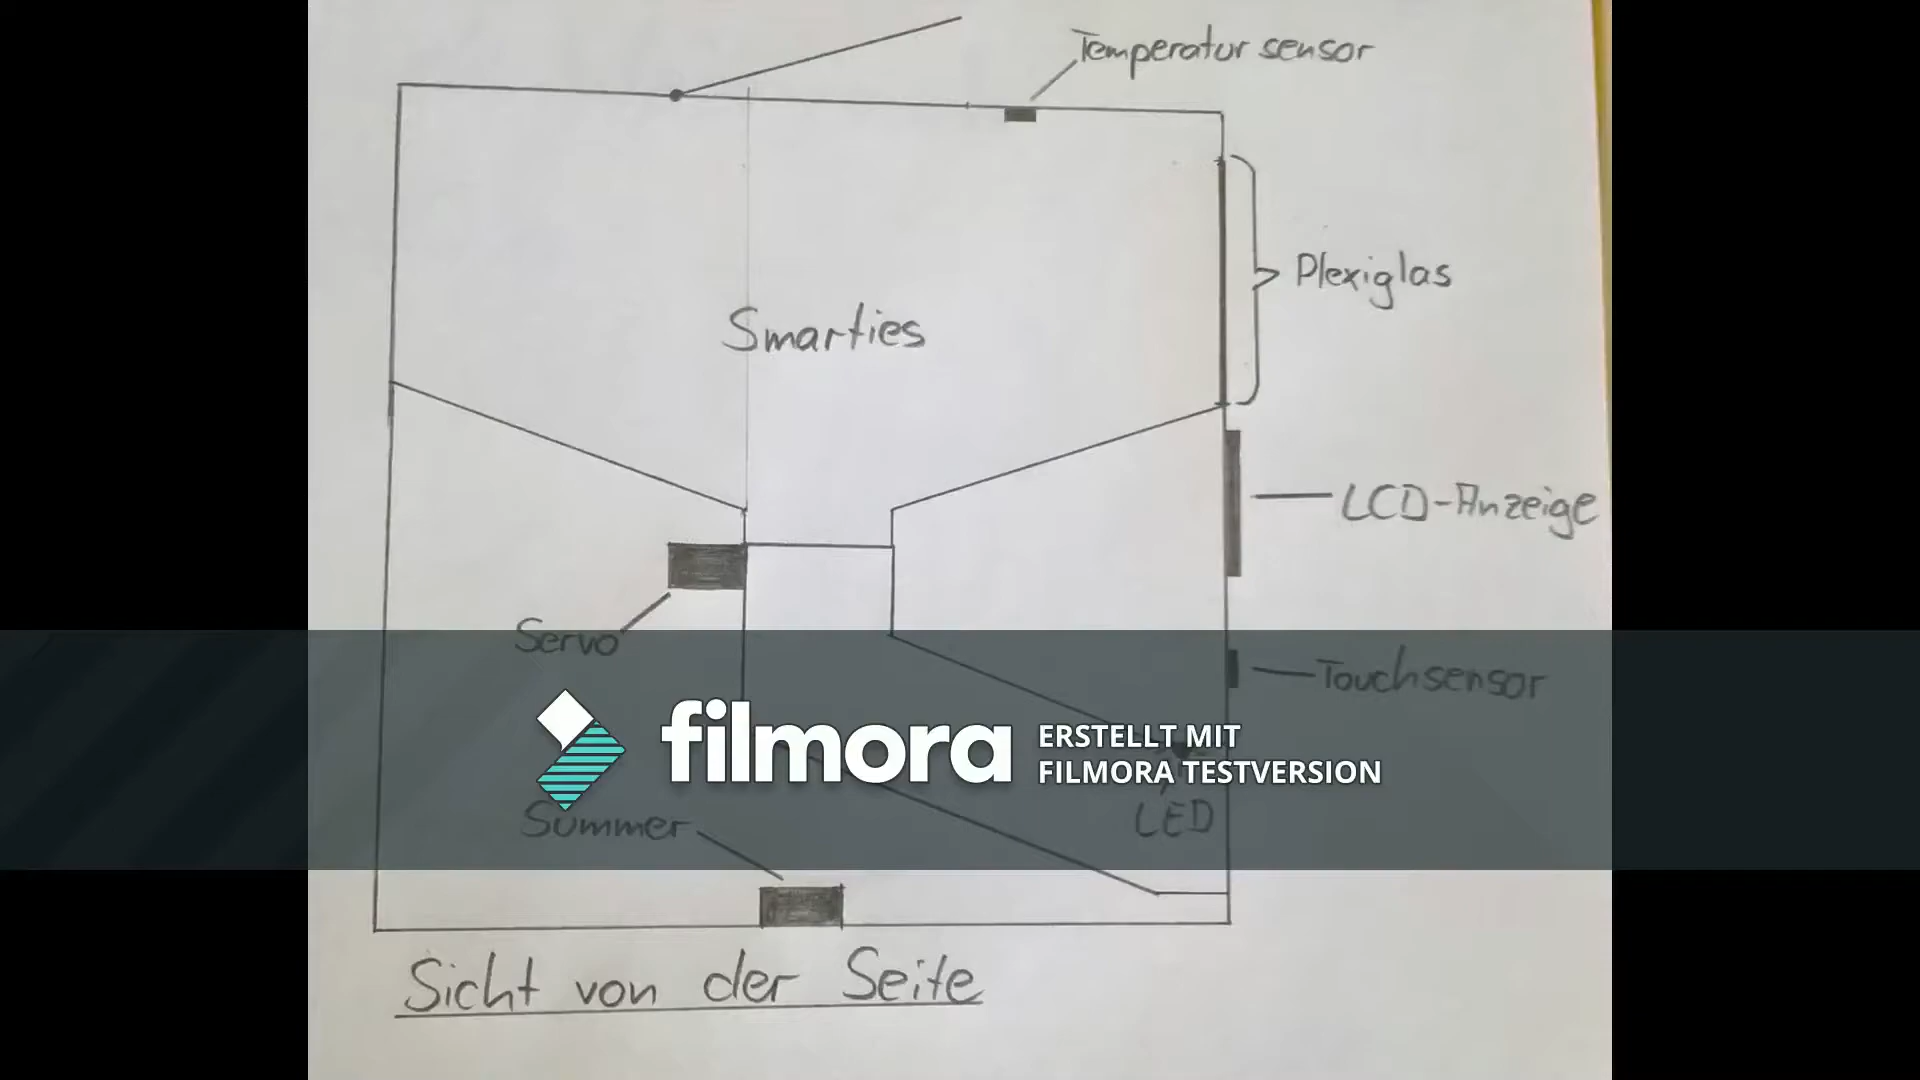 Temperatur sensor
Plexiglas
Smarties
LCD-Anzeige
Servo
Touchsensor
filmora
ERSTELLT MIT
FILMORA TESTVERSION
LED
Summer
Sicht von der Seite